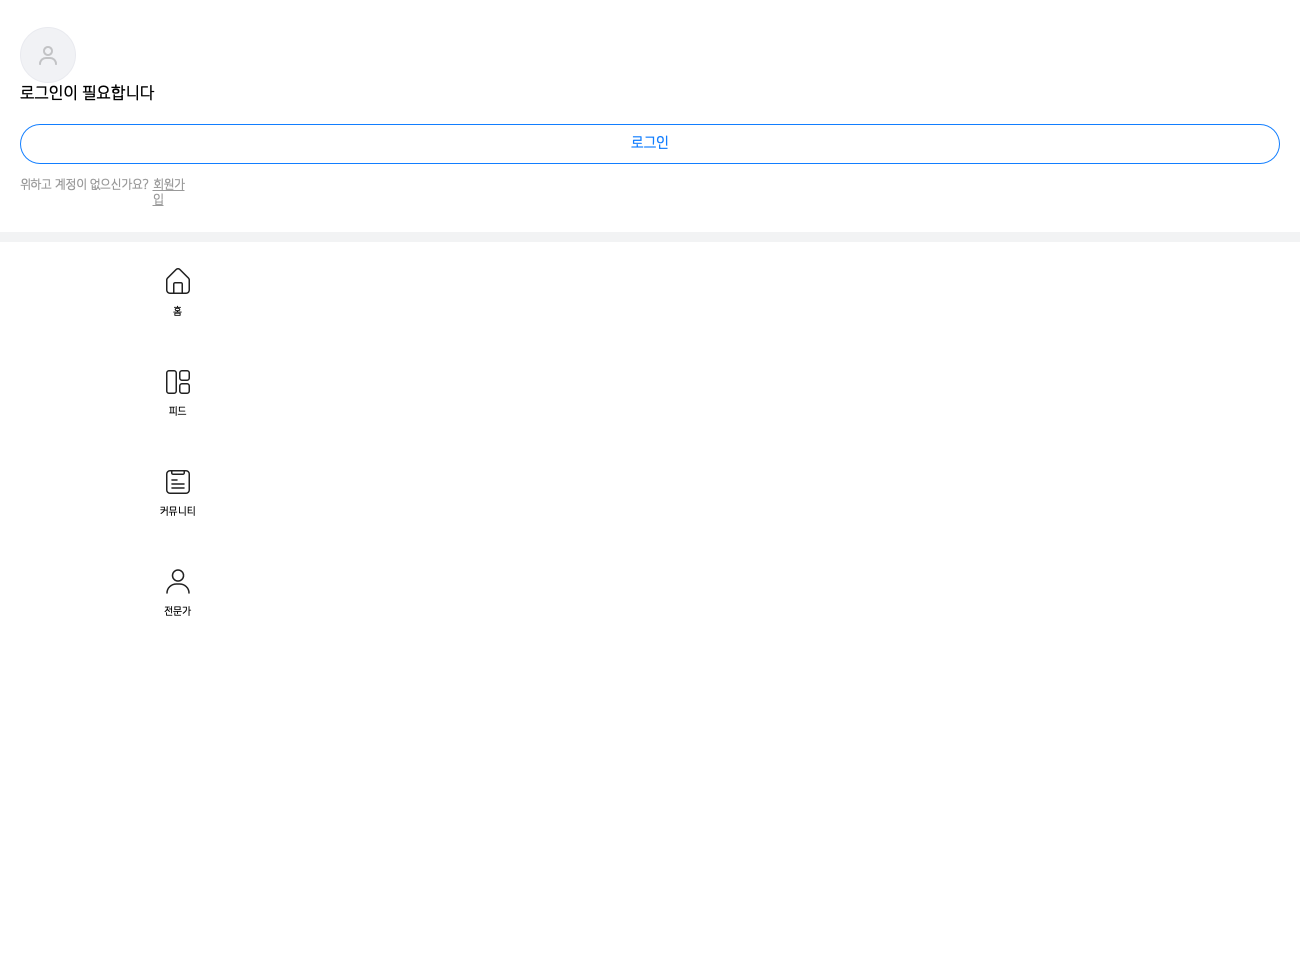 로그인이 필요합니다
로그인
위하고 계정이 없으신가요? 회원가
입
홈
피드
커뮤니티
전문가